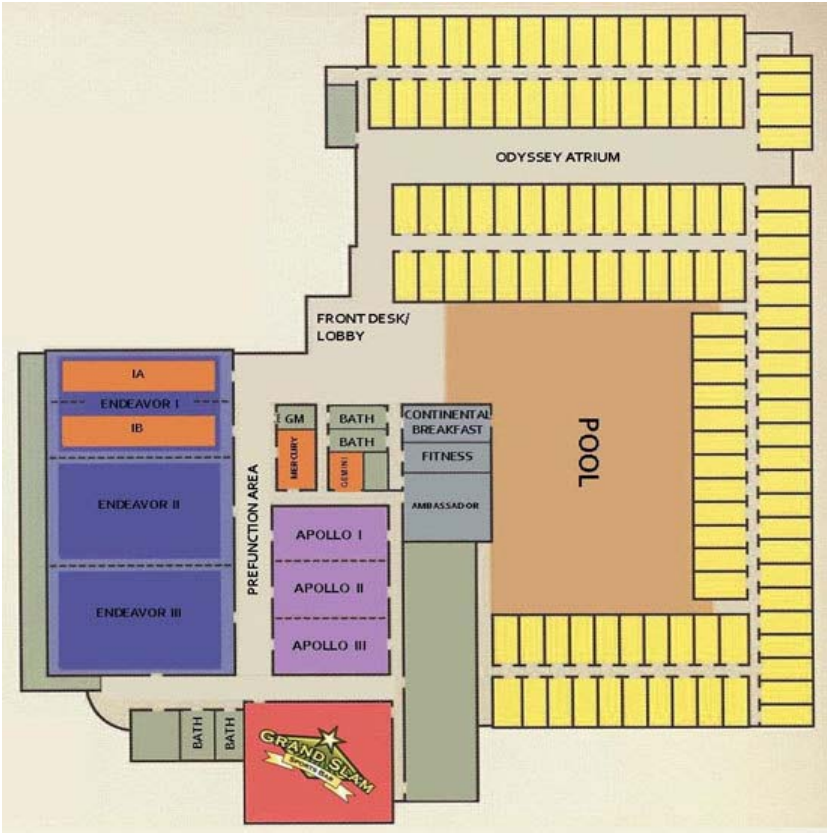 ODYSSEY ATRIUM
FRONT DESK/
LOBBY
IA
ENDEAVOR I
IB
ENDEAVOR II
ENDEAVOR III
PREFUNCTION AREA
GM
MERCURY
BATH
BATH
GEMINI
CONTINENTAL
BREAKFAST
FITNESS
AMBASSADOR
POOL
APOLLO I
APOLLO II
APOLLO III
BATH
BATH
GRAND SLAM
SPORTS BAR